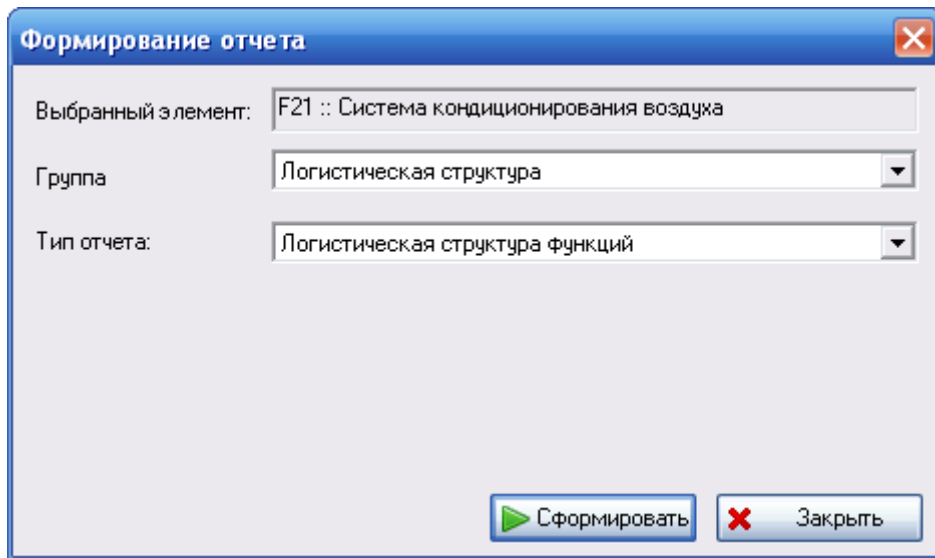 Формирование отчета
Выбранный элемент: F21 :: Система кондиционирования воздуха
Группа Логистическая структура
Тип отчета: Логистическая структура функций
Сформировать Закрыть